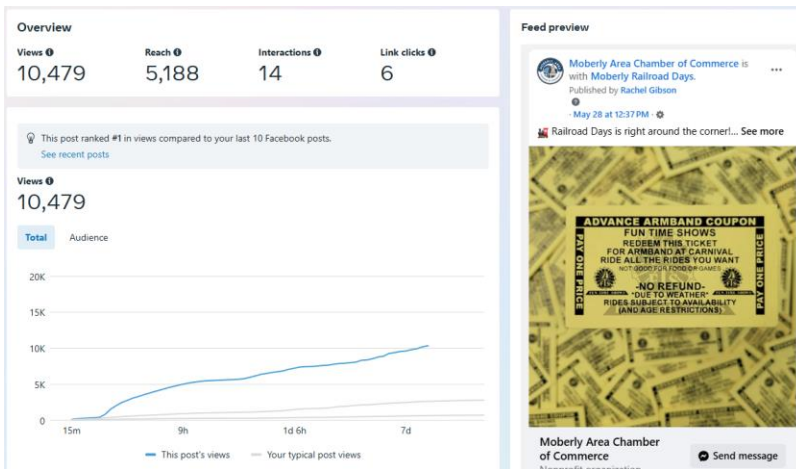 Overview
Views
10,479
Reach
5,188
Interactions
14
Link clicks
6
This post ranked #1 in views compared to your last 10 Facebook posts.
See recent posts
Views
10,479
Total
Audience
20K
15K
10K
5K
0
15m
9h
1d 6h
7d
This post's views
Your typical post views
Feed preview
Moberly Area Chamber of Commerce is
with Moberly Railroad Days.
Published by Rachel Gibson
· May 28 at 12:37 PM ·
Railroad Days is right around the corner!... See more
ADVANCE ARMBAND COUPON
PAY ONE PRICE
FUN TIME SHOWS
REDEEM THIS TICKET
FOR ARMBAND AT CARNIVAL
RIDE ALL THE RIDES YOU WANT
NOT GOOD FOR FOOD OR GAMES
-NO REFUND-
*DUE TO WEATHER*
RIDES SUBJECT TO AVAILABILITY
(AND AGE RESTRICTIONS)
PAY ONE PRICE
Moberly Area Chamber
of Commerce
Nonprofit organization
Send message